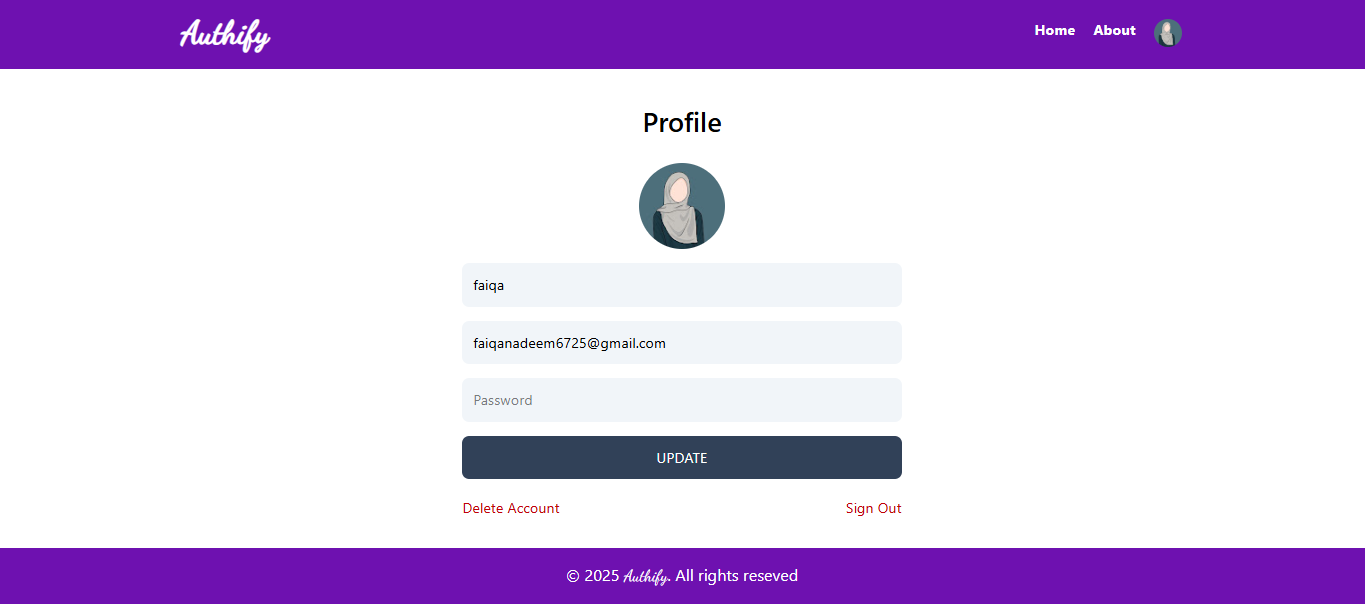 Authify
Home About
Profile
faiqa
faiqanadeem6725@gmail.com
Password
UPDATE
Delete Account Sign Out
© 2025 Authify. All rights reseved